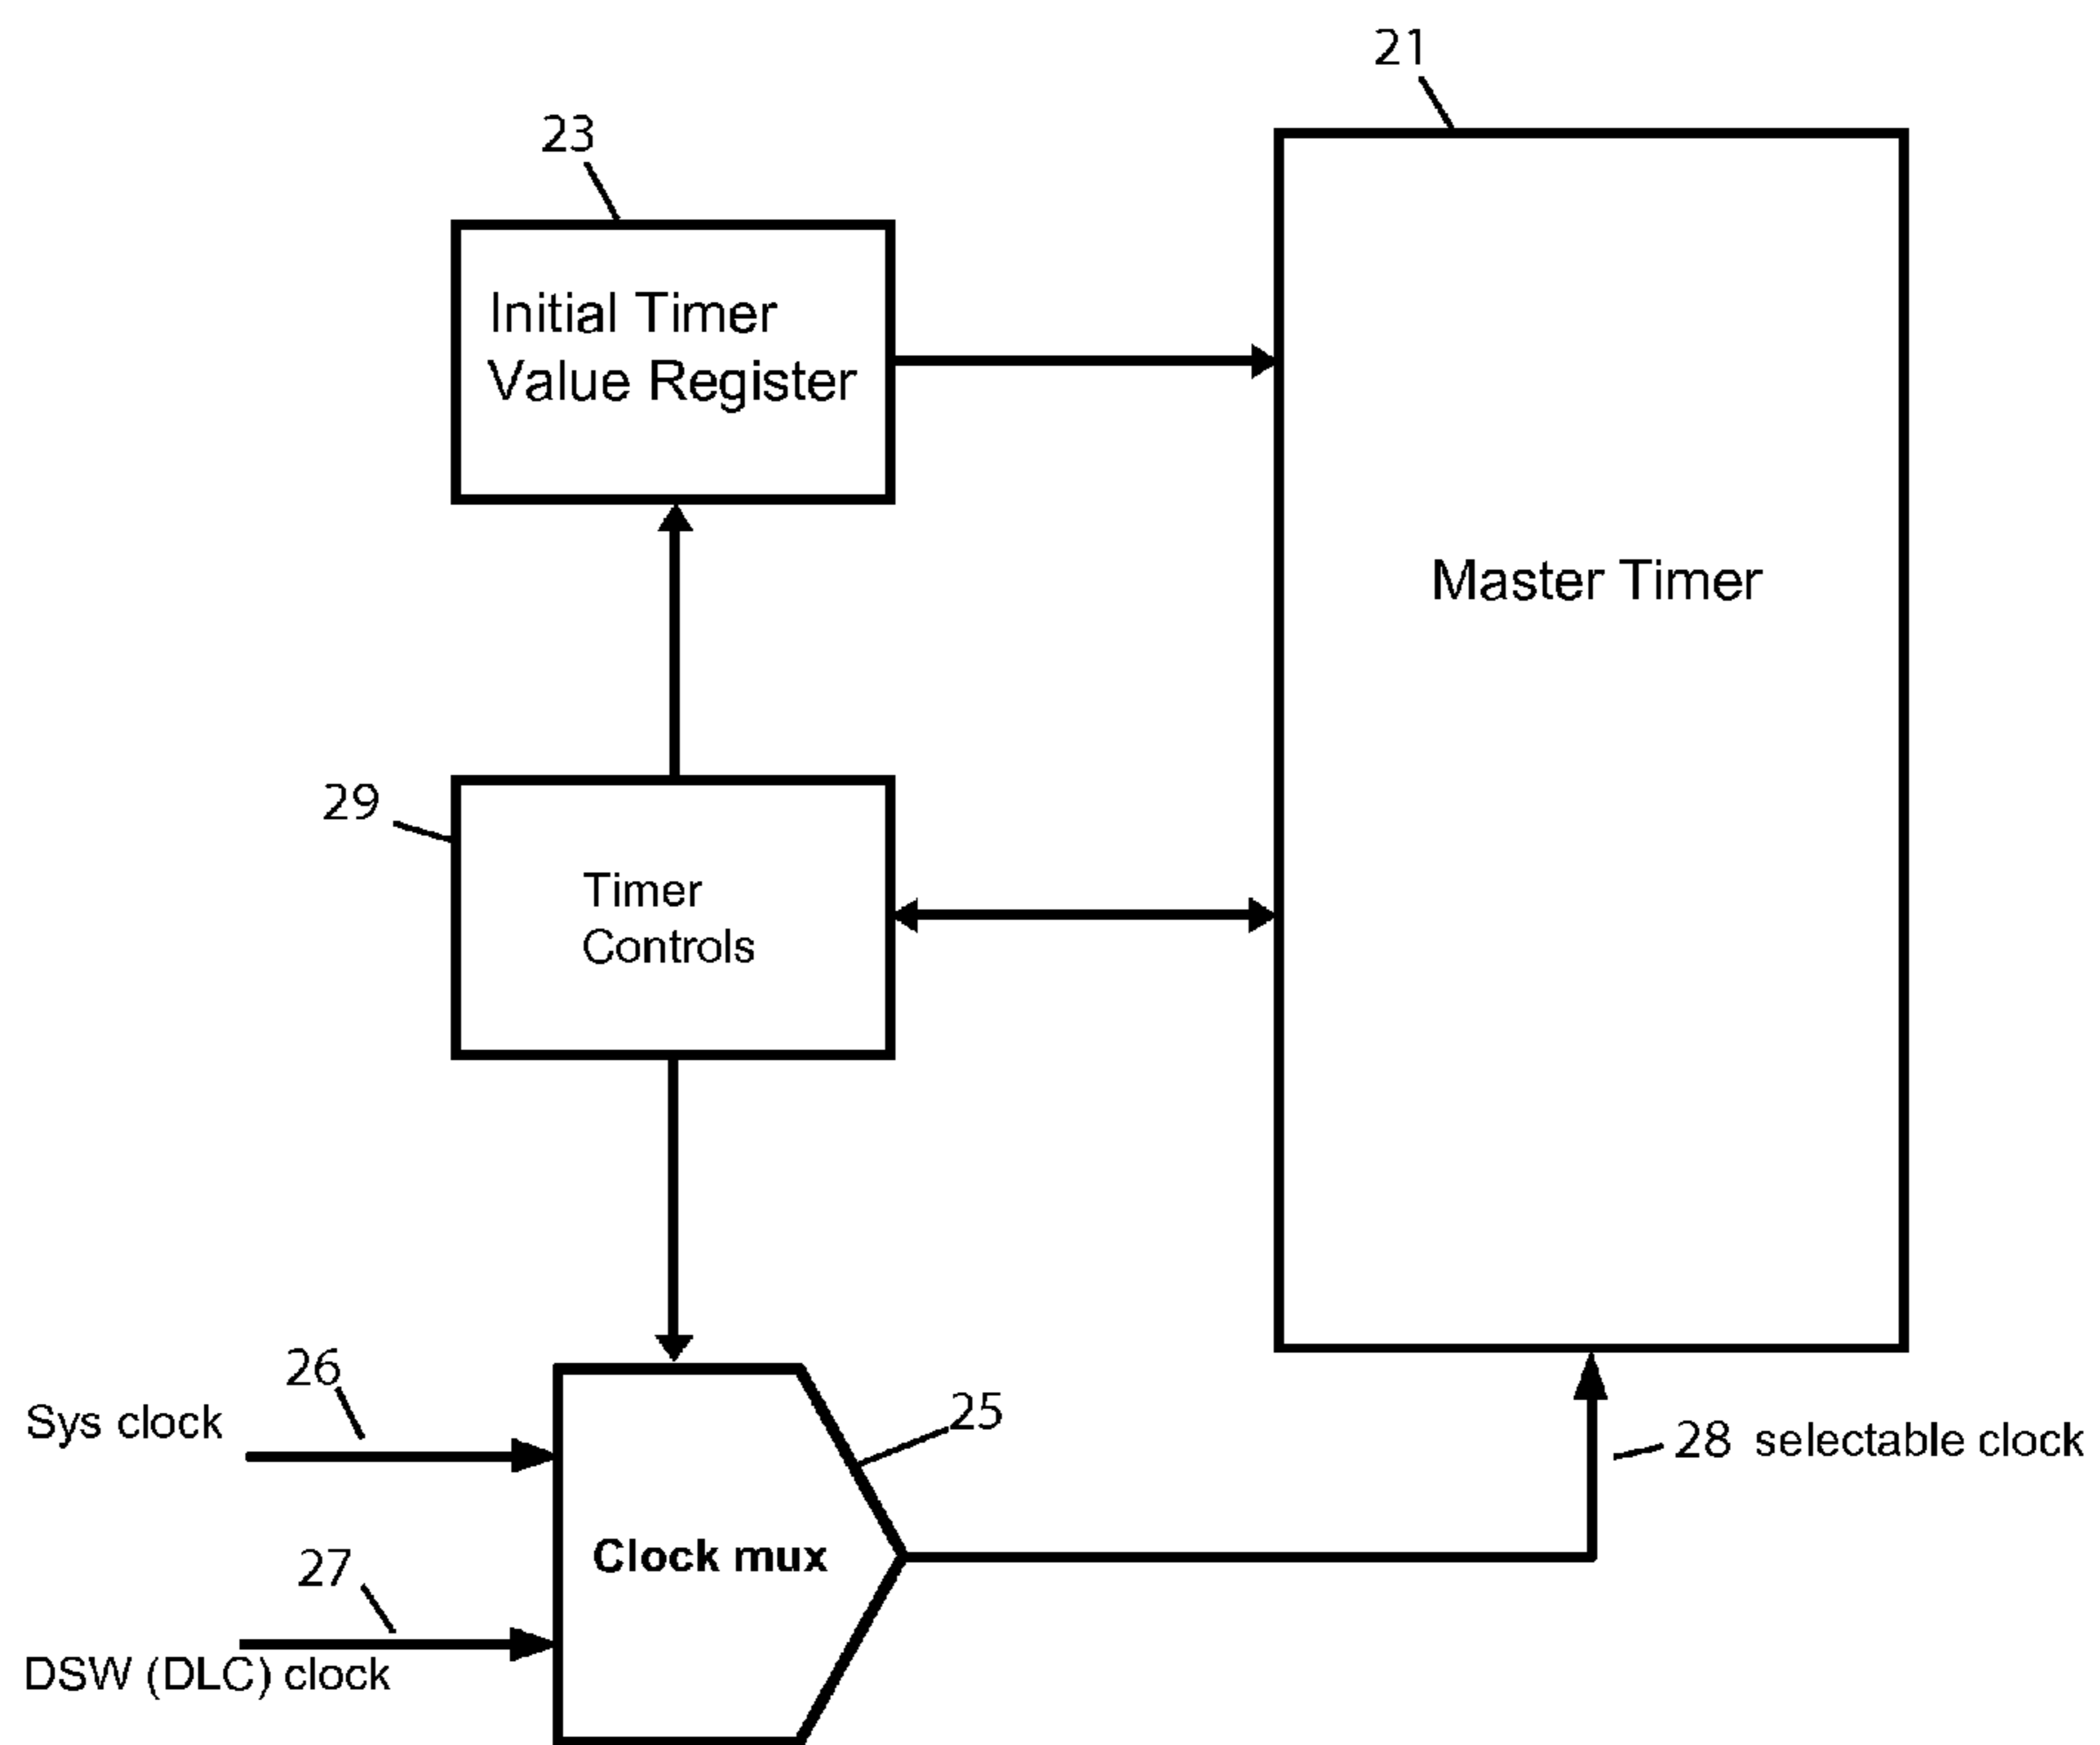 21
23
Initial Timer
Value Register
Master Timer
29
Timer
Controls
26
Sys clock
25
28 selectable clock
Clock mux
27
DSW (DLC) clock